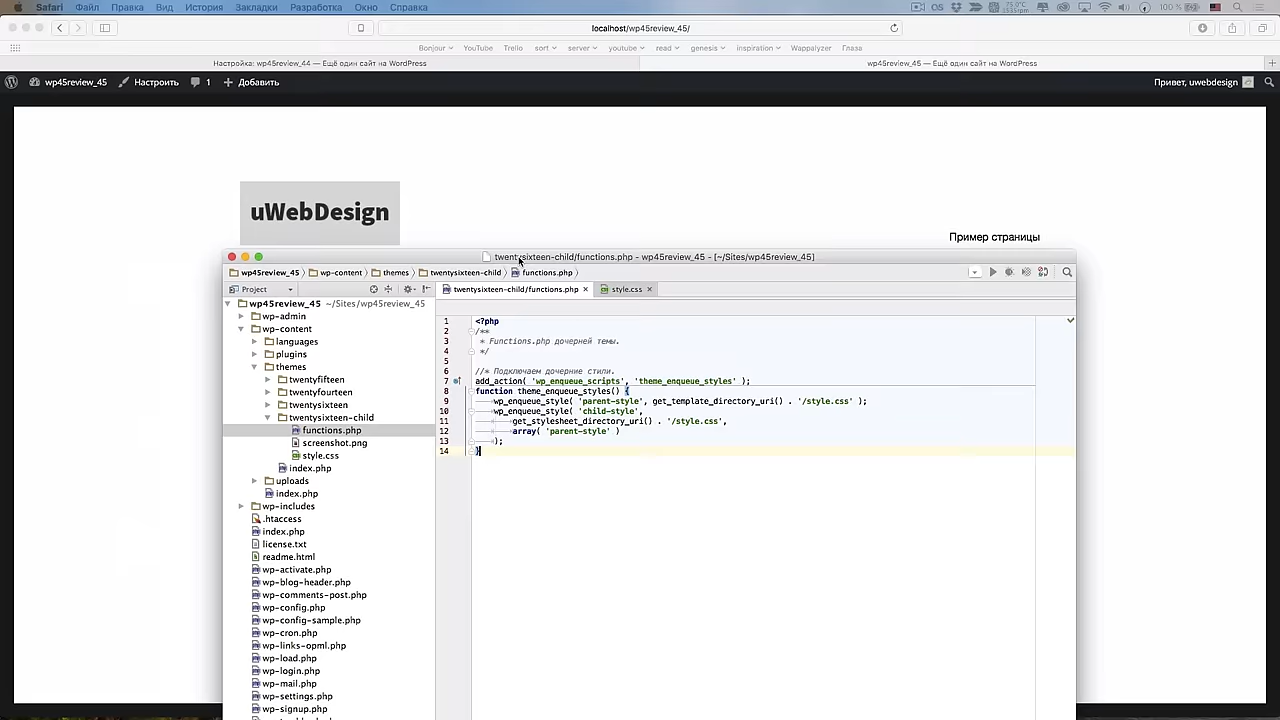 Safari Файл Правка Вид История Закладки Разработка Окно Справка 100 %
localhost/wp45review_45/
Bonjour YouTube Trello sort server youtube read genesis inspiration Wappalyzer Глаза
Настройка: wp45review_44 — Ещё один сайт на WordPress wp45review_45 — Ещё один сайт на WordPress
wp45review_45 Настроить 1 + Добавить Привет, uwebdesign
uWebDesign
Пример страницы
twentysixteen-child/functions.php - wp45review_45 - [~/Sites/wp45review_45]
wp45review_45 wp-content themes twentysixteen-child functions.php
Project twentysixteen-child/functions.php style.css
wp45review_45 ~/Sites/wp45review_45
wp-admin
wp-content
languages
plugins
themes
twentyfifteen
twentyfourteen
twentysixteen
twentysixteen-child
functions.php
screenshot.png
style.css
index.php
uploads
index.php
wp-includes
.htaccess
index.php
license.txt
readme.html
wp-activate.php
wp-blog-header.php
wp-comments-post.php
wp-config.php
wp-config-sample.php
wp-cron.php
wp-links-opml.php
wp-load.php
wp-login.php
wp-mail.php
wp-settings.php
wp-signup.php
1 <?php
2 /**
3 * Functions.php дочерней темы.
4 */
5
6 //* Подключаем дочерние стили.
7 add_action( 'wp_enqueue_scripts', 'theme_enqueue_styles' );
8 function theme_enqueue_styles() {
9 wp_enqueue_style( 'parent-style', get_template_directory_uri() . '/style.css' );
10 wp_enqueue_style( 'child-style',
11 get_stylesheet_directory_uri() . '/style.css',
12 array( 'parent-style' )
13 );
14 }